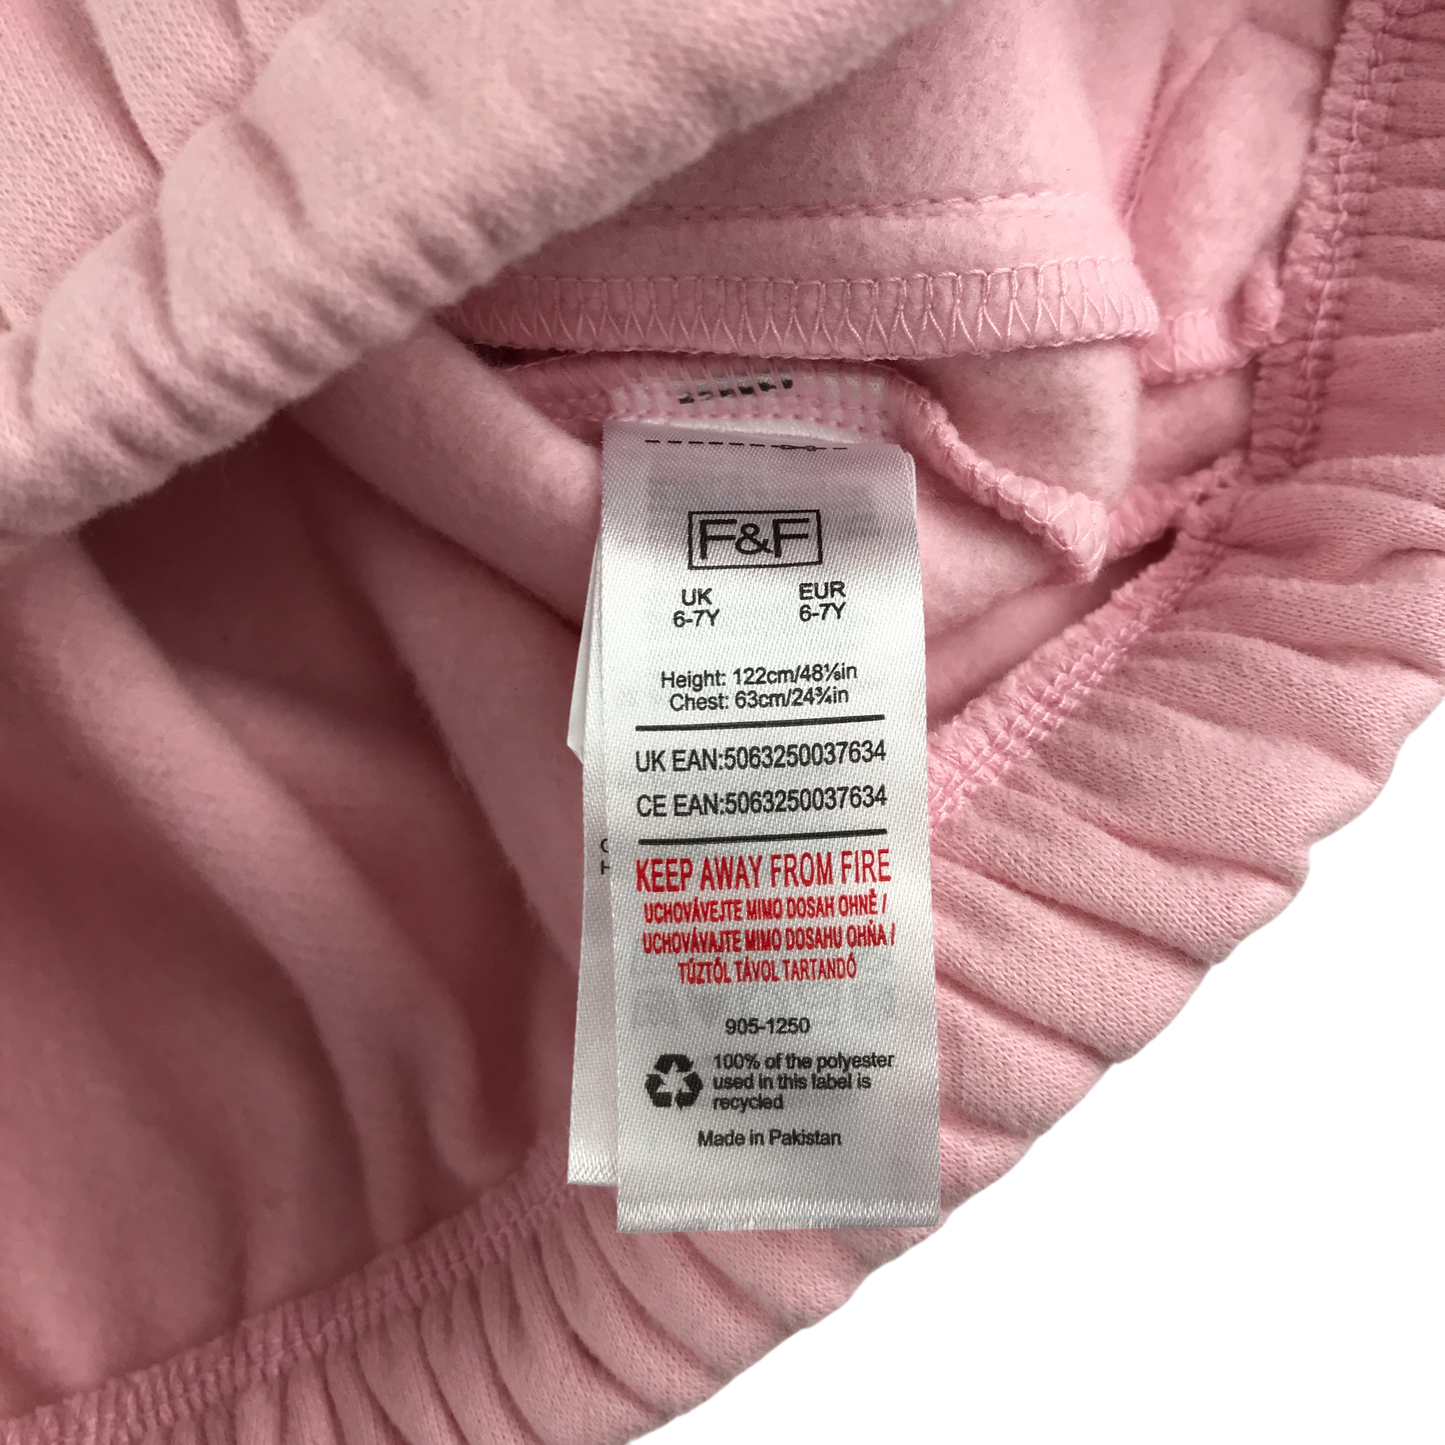 F&F
UK EUR
6-7Y 6-7Y
Height: 122cm/48⅛in
Chest: 63cm/24¾in
UK EAN:5063250037634
CE EAN:5063250037634
KEEP AWAY FROM FIRE
UCHOVÁVEJTE MIMO DOSAH OHNĚ /
UCHOVÁVAJTE MIMO DOSAHU OHŇA /
TŰZTŐL TÁVOL TARTANDÓ
905-1250
100% of the polyester
used in this label is
recycled
Made in Pakistan